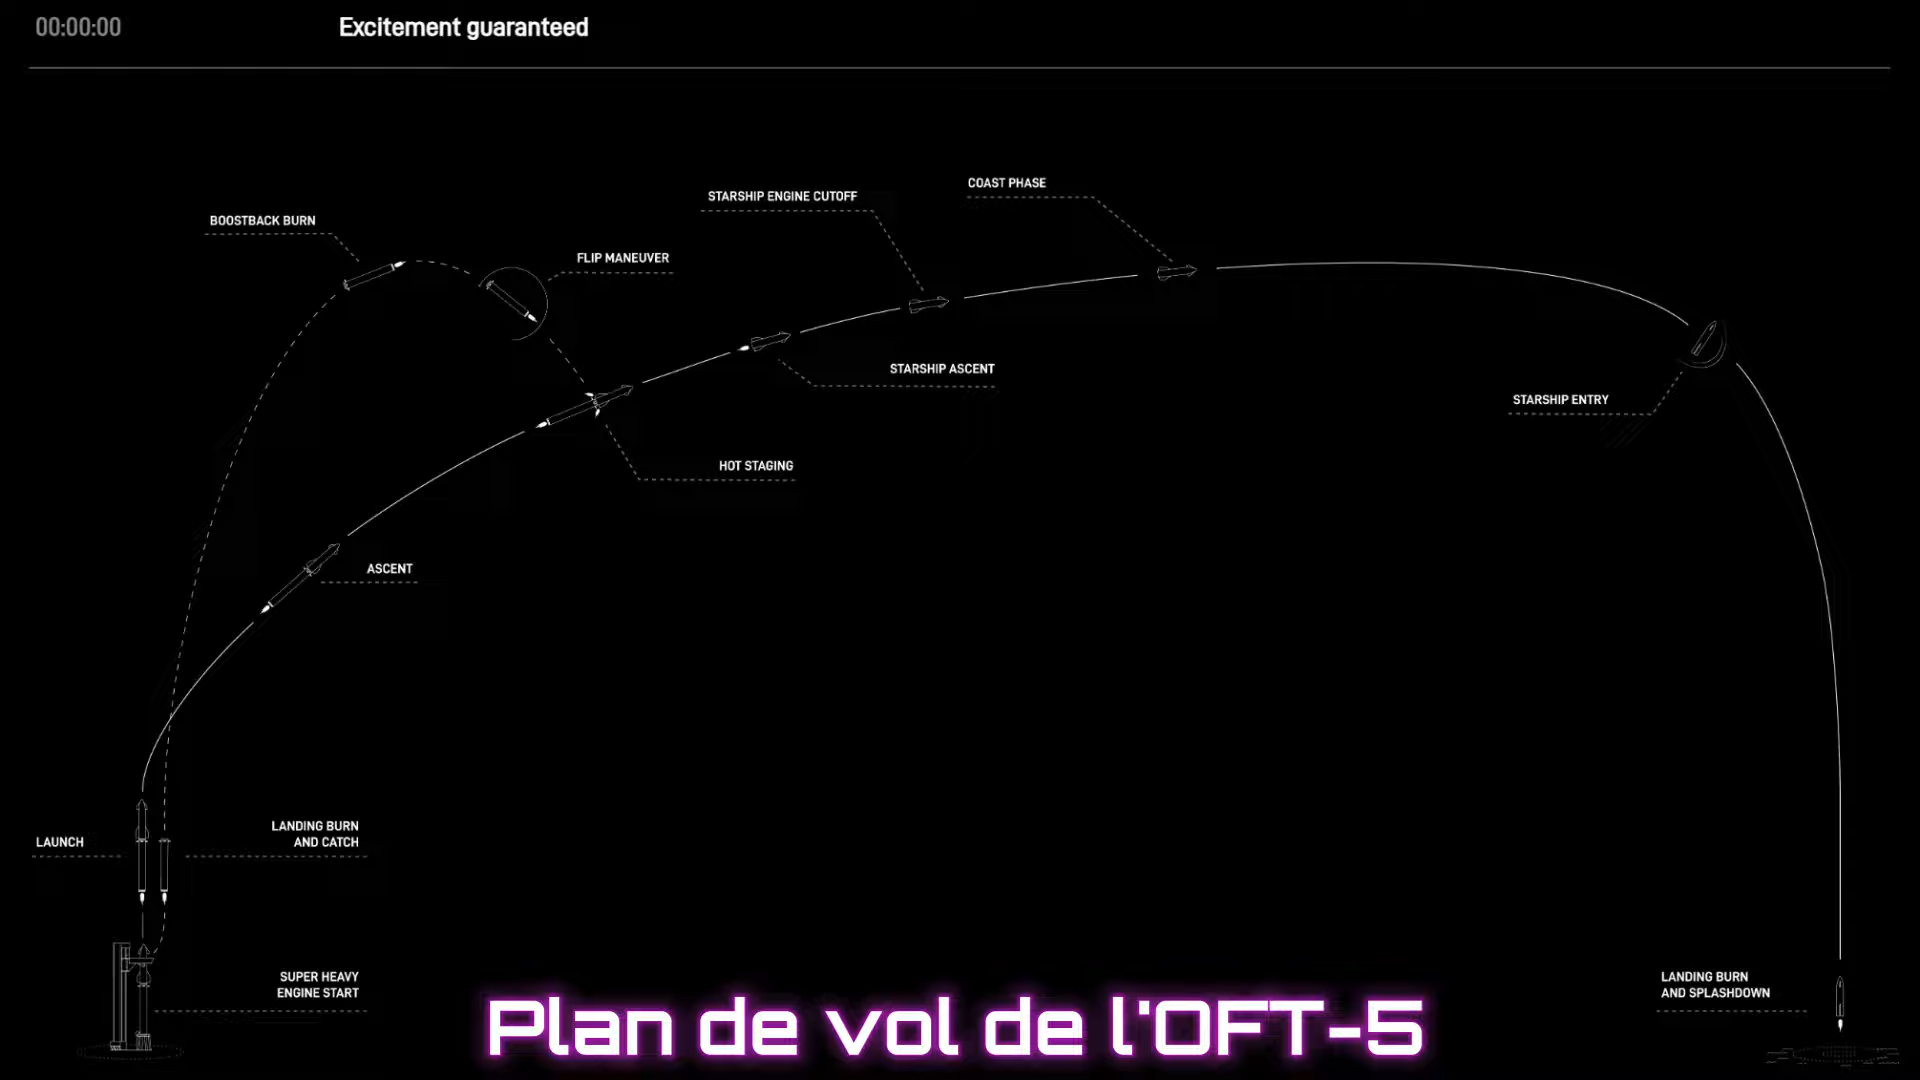 00:00:00
Excitement guaranteed
COAST PHASE
STARSHIP ENGINE CUTOFF
BOOSTBACK BURN
FLIP MANEUVER
STARSHIP ASCENT
STARSHIP ENTRY
HOT STAGING
ASCENT
LAUNCH
LANDING BURN
AND CATCH
SUPER HEAVY
ENGINE START
LANDING BURN
AND SPLASHDOWN
Plan de vol de l'OFT-5